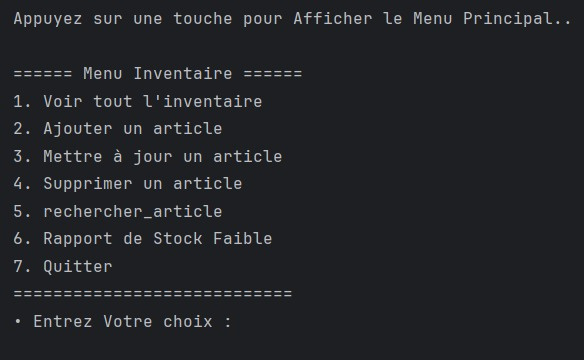 Appuyez sur une touche pour Afficher le Menu Principal..
====== Menu Inventaire ======
1. Voir tout l'inventaire
2. Ajouter un article
3. Mettre à jour un article
4. Supprimer un article
5. rechercher_article
6. Rapport de Stock Faible
7. Quitter
============================
• Entrez Votre choix :